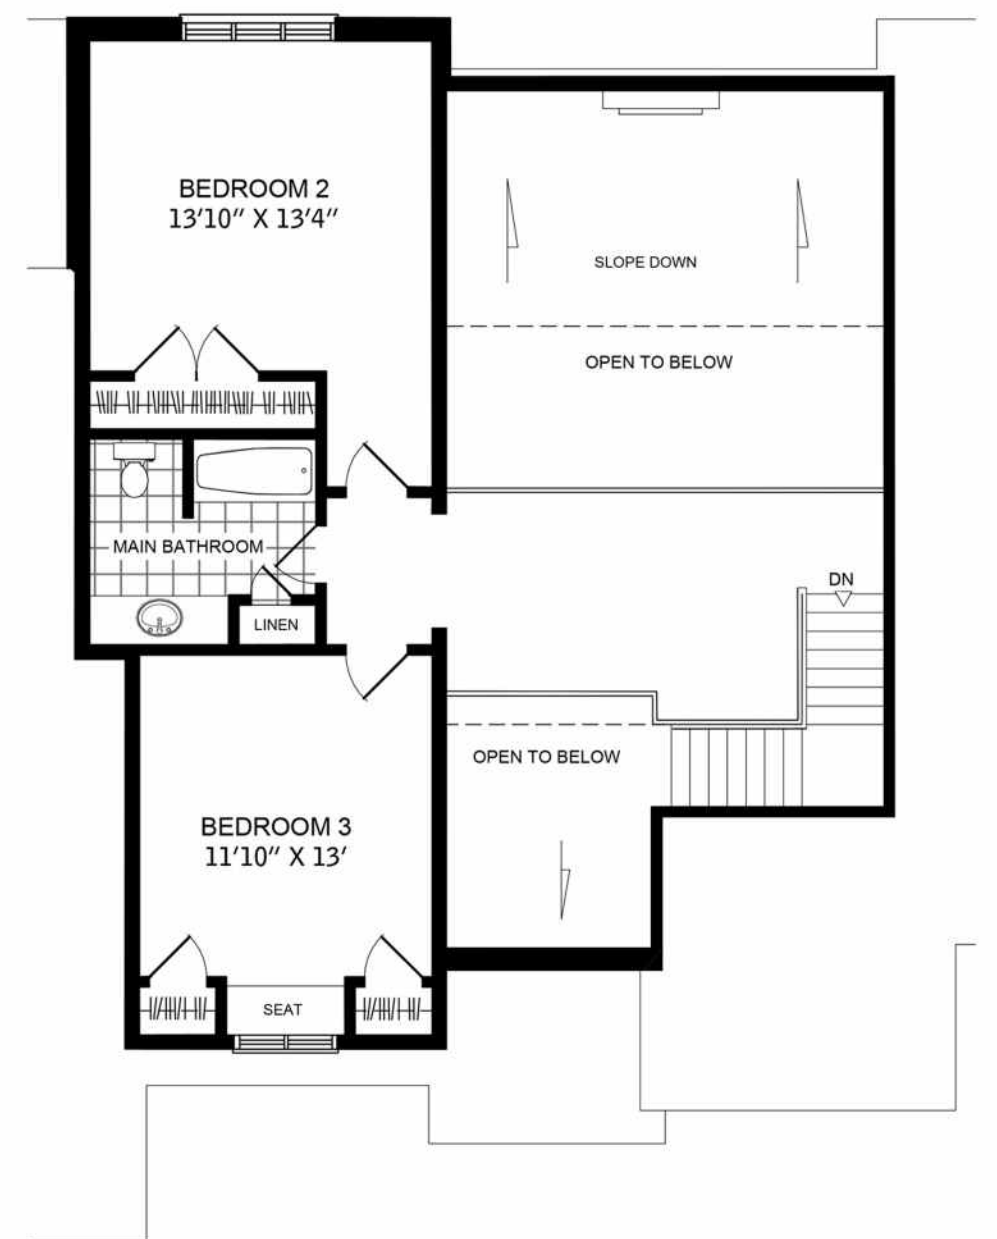 BEDROOM 2
13'10" X 13'4"
SLOPE DOWN
OPEN TO BELOW
MAIN BATHROOM
DN
LINEN
OPEN TO BELOW
BEDROOM 3
11'10" X 13'
SEAT